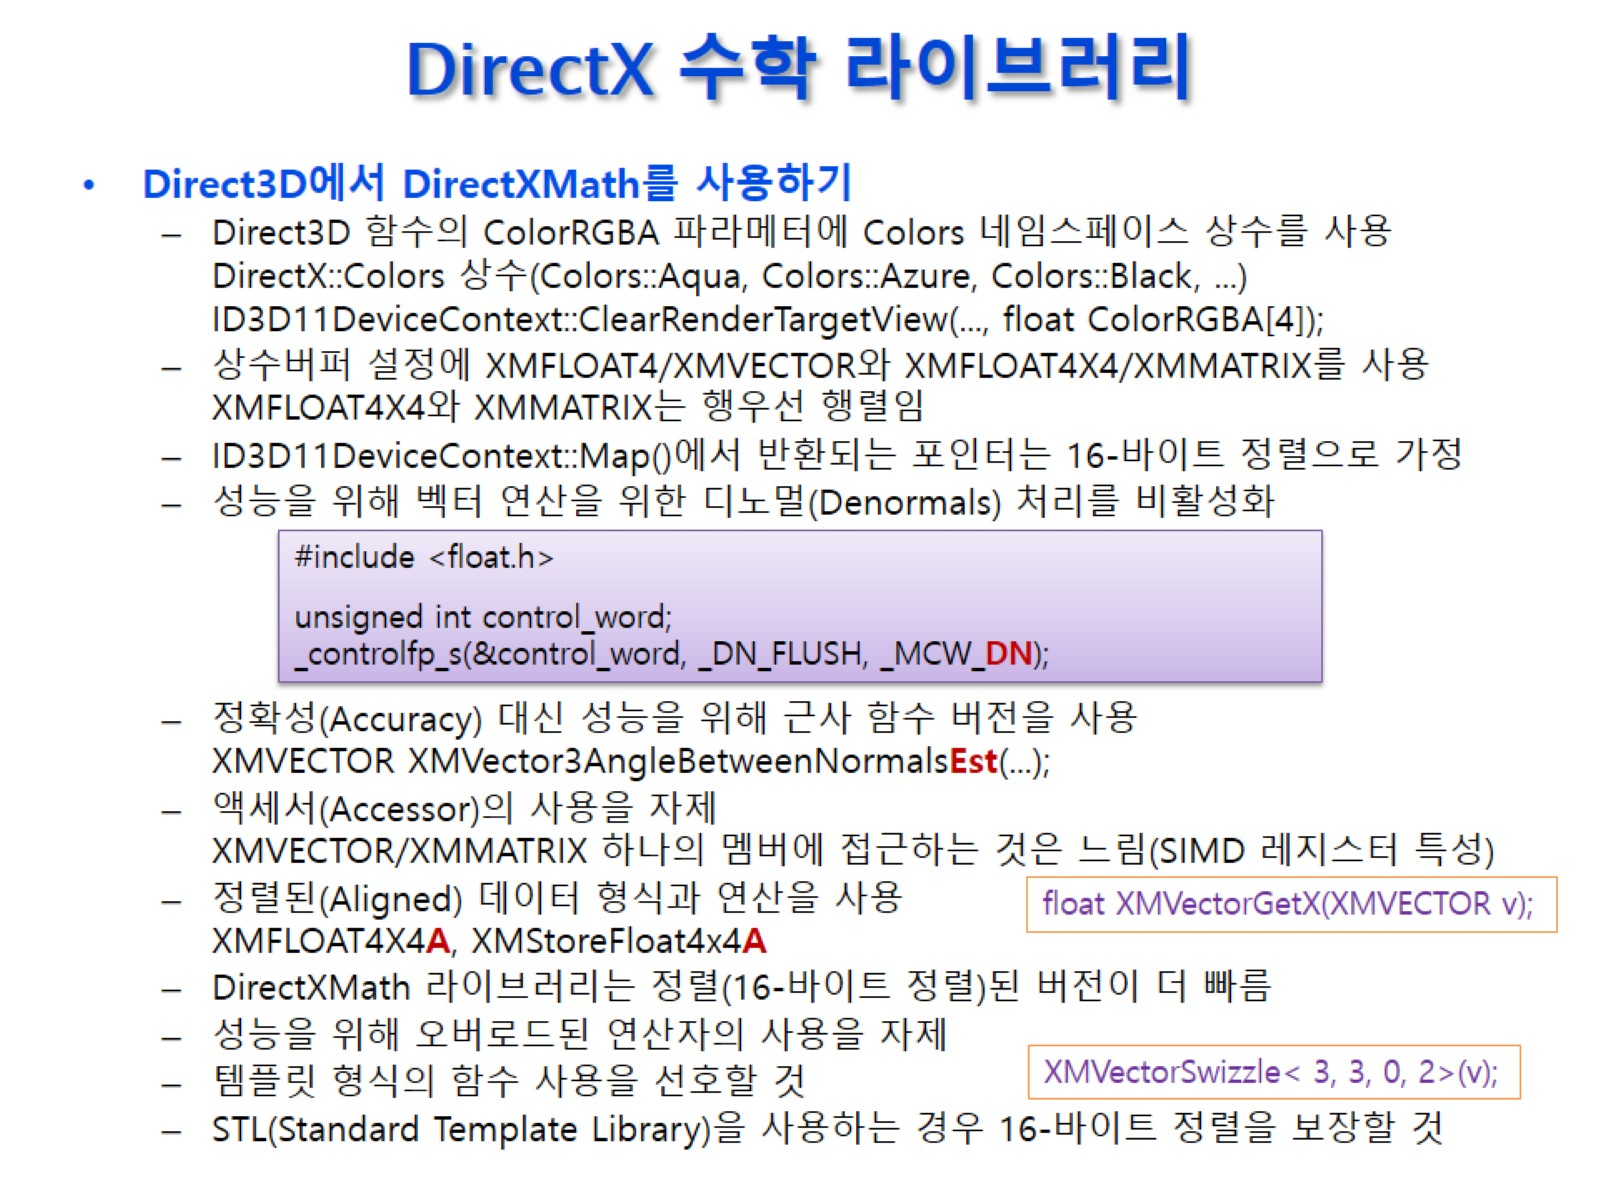 DirectX 수학 라이브러리
• Direct3D에서 DirectXMath를 사용하기
– Direct3D 함수의 ColorRGBA 파라메터에 Colors 네임스페이스 상수를 사용
DirectX::Colors 상수(Colors::Aqua, Colors::Azure, Colors::Black, ...)
ID3D11DeviceContext::ClearRenderTargetView(..., float ColorRGBA[4]);
– 상수버퍼 설정에 XMFLOAT4/XMVECTOR와 XMFLOAT4X4/XMMATRIX를 사용
XMFLOAT4X4와 XMMATRIX는 행우선 행렬임
– ID3D11DeviceContext::Map()에서 반환되는 포인터는 16-바이트 정렬으로 가정
– 성능을 위해 벡터 연산을 위한 디노멀(Denormals) 처리를 비활성화
#include <float.h>
unsigned int control_word;
_controlfp_s(&control_word, _DN_FLUSH, _MCW_DN);
– 정확성(Accuracy) 대신 성능을 위해 근사 함수 버전을 사용
XMVECTOR XMVector3AngleBetweenNormalsEst(...);
– 액세서(Accessor)의 사용을 자제
XMVECTOR/XMMATRIX 하나의 멤버에 접근하는 것은 느림(SIMD 레지스터 특성)
– 정렬된(Aligned) 데이터 형식과 연산을 사용
float XMVectorGetX(XMVECTOR v);
XMFLOAT4X4A, XMStoreFloat4x4A
– DirectXMath 라이브러리는 정렬(16-바이트 정렬)된 버전이 더 빠름
– 성능을 위해 오버로드된 연산자의 사용을 자제
– 템플릿 형식의 함수 사용을 선호할 것
XMVectorSwizzle< 3, 3, 0, 2>(v);
– STL(Standard Template Library)을 사용하는 경우 16-바이트 정렬을 보장할 것